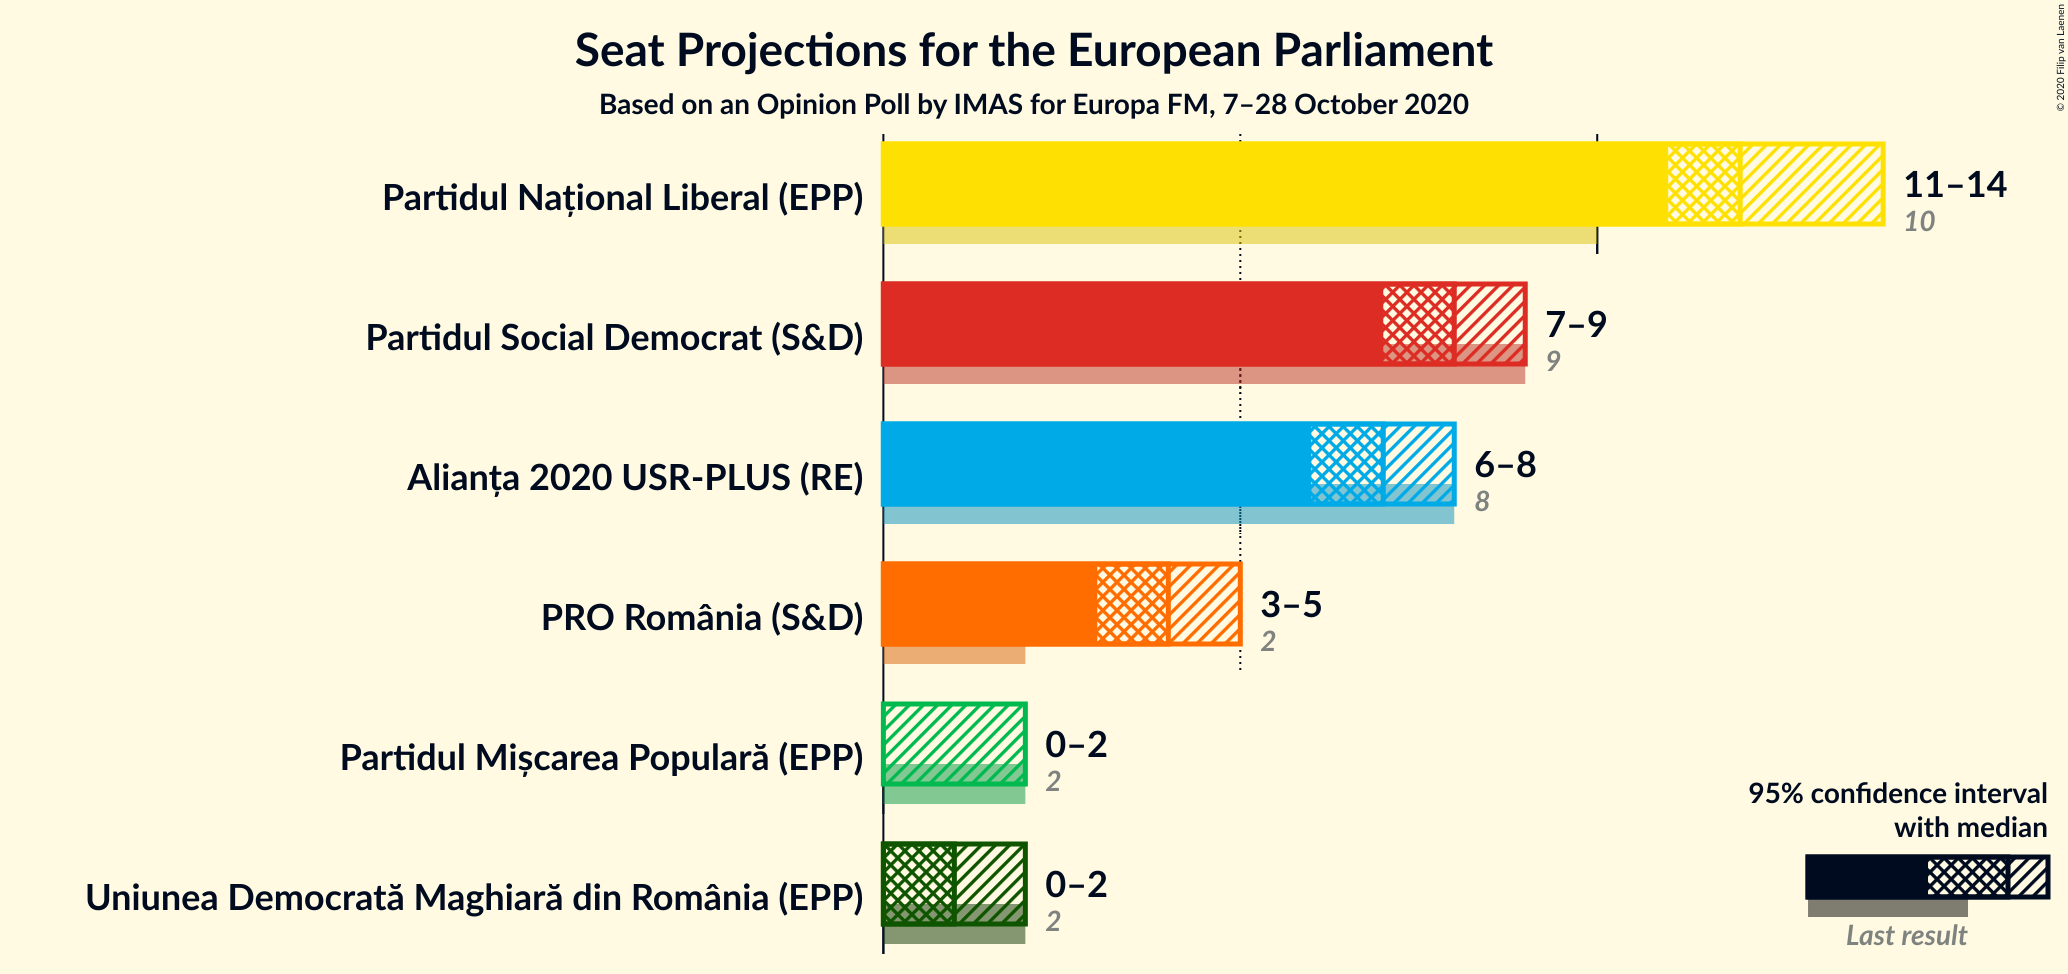 Seat Projections for the European Parliament
Based on an Opinion Poll by IMAS for Europa FM, 7–28 October 2020
© 2020 Filip van Laenen
Partidul Național Liberal (EPP)
11–14
10
Partidul Social Democrat (S&D)
7–9
9
Alianța 2020 USR-PLUS (RE)
6–8
8
PRO România (S&D)
3–5
2
Partidul Mișcarea Populară (EPP)
0–2
2
Uniunea Democrată Maghiară din România (EPP)
0–2
2
95% confidence interval
with median
Last result